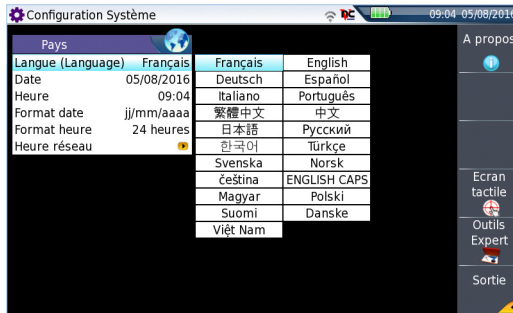 Configuration Système
09:04 05/08/2016
Pays
Langue (Language) Français
Date 05/08/2016
Heure 09:04
Format date jj/mm/aaaa
Format heure 24 heures
Heure réseau
Français English
Deutsch Español
Italiano Português
繁體中文 中文
日本語 Русский
한국어 Türkçe
Svenska Norsk
čeština ENGLISH CAPS
Magyar Polski
Suomi Danske
Việt Nam
A propos
Ecran
tactile
Outils
Expert
Sortie